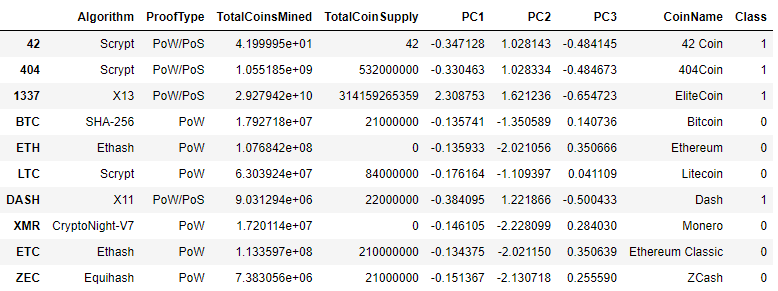 Algorithm ProofType TotalCoinsMined TotalCoinSupply PC1 PC2 PC3 CoinName Class
42 Scrypt PoW/PoS 4.199995e+01 42 -0.347128 1.028143 -0.484145 42 Coin 1
404 Scrypt PoW/PoS 1.055185e+09 532000000 -0.330463 1.028334 -0.484673 404Coin 1
1337 X13 PoW/PoS 2.927942e+10 314159265359 2.308753 1.621236 -0.654723 EliteCoin 1
BTC SHA-256 PoW 1.792718e+07 21000000 -0.135741 -1.350589 0.140736 Bitcoin 0
ETH Ethash PoW 1.076842e+08 0 -0.135933 -2.021056 0.350666 Ethereum 0
LTC Scrypt PoW 6.303924e+07 84000000 -0.176164 -1.109397 0.041109 Litecoin 0
DASH X11 PoW/PoS 9.031294e+06 22000000 -0.384095 1.221866 -0.500433 Dash 1
XMR CryptoNight-V7 PoW 1.720114e+07 0 -0.146105 -2.228099 0.284030 Monero 0
ETC Ethash PoW 1.133597e+08 210000000 -0.134375 -2.021150 0.350639 Ethereum Classic 0
ZEC Equihash PoW 7.383056e+06 21000000 -0.151367 -2.130718 0.255590 ZCash 0